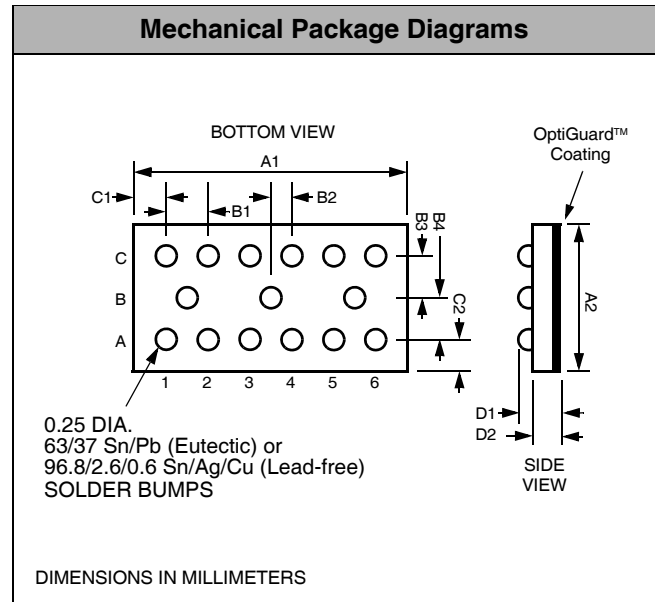 Mechanical Package Diagrams
BOTTOM VIEW
OptiGuard™
Coating
A1
C1
B1
B2
B3
B4
C
B
A
C2
A2
1 2 3 4 5 6
D1
D2
0.25 DIA.
63/37 Sn/Pb (Eutectic) or
96.8/2.6/0.6 Sn/Ag/Cu (Lead-free)
SOLDER BUMPS
SIDE
VIEW
DIMENSIONS IN MILLIMETERS